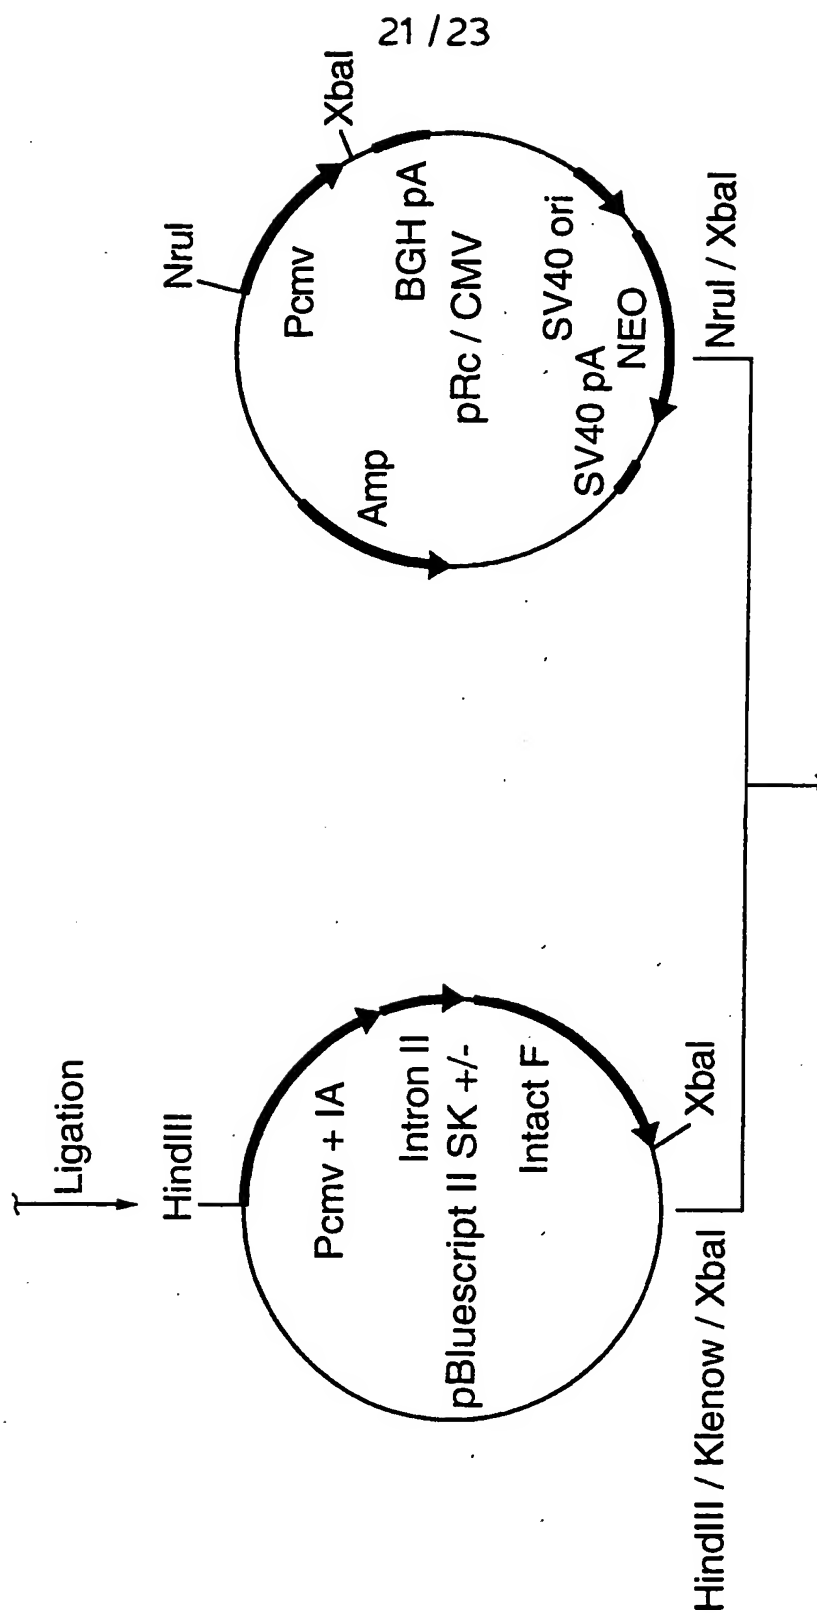 21 / 23
Ligation
HindIII
Pcmv + IA
Intron II
pBluescript II SK +/-
Intact F
XbaI
HindIII / Klenow / XbaI
NruI
XbaI
Pcmv
BGH pA
pRc / CMV
Amp
SV40 ori
SV40 pA
NEO
NruI / XbaI